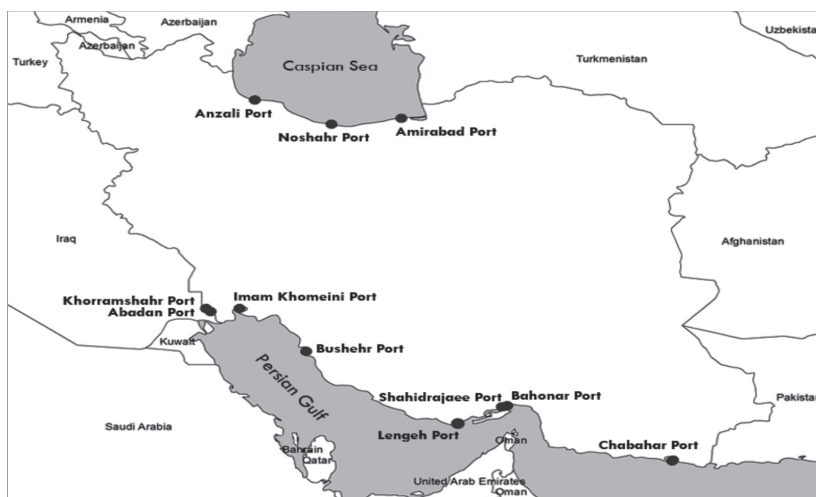 Armenia
Azerbaijan
Uzbekista
Azerbaijan
Turkey
Caspian Sea
Turkmenistan
Anzali Port
Noshahr Port
Amirabad Port
Iraq
Afghanistan
Khorramshahr Port
Imam Khomeini Port
Abadan Port
Kuwait
Bushehr Port
Persian Gulf
Shahidrajaee Port
Bahonar Port
Pakistan
Saudi Arabia
Lengeh Port
Oman
Chabahar Port
Bahrain
Qatar
United Arab Emirates
Oman